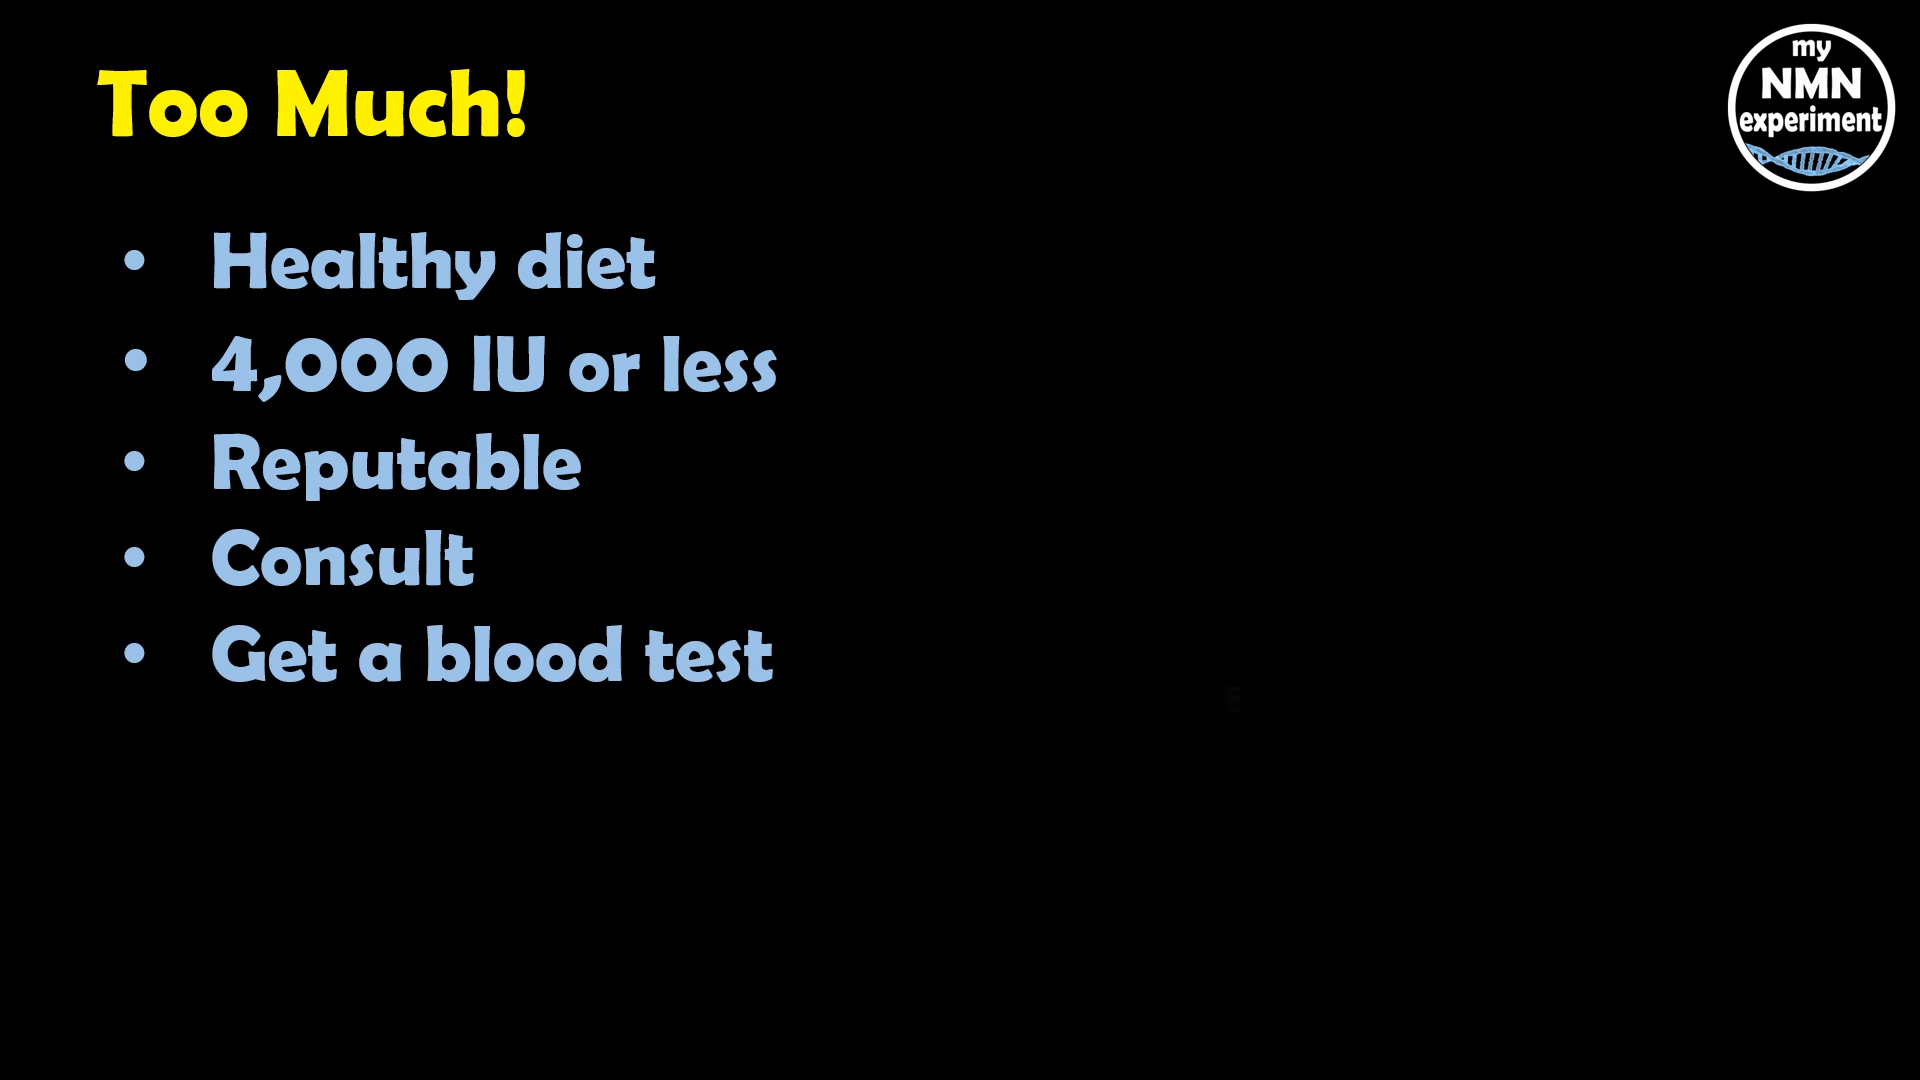 Too Much!
my
NMN
experiment
• Healthy diet
• 4,000 IU or less
• Reputable
• Consult
• Get a blood test